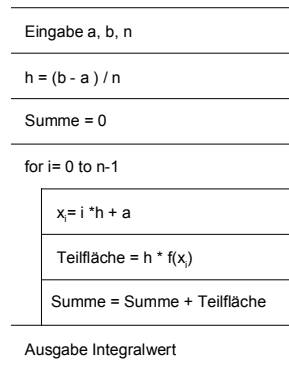 Eingabe a, b, n
h = (b - a ) / n
Summe = 0
for i= 0 to n-1
xᵢ= i *h + a
Teilfläche = h * f(xᵢ)
Summe = Summe + Teilfläche
Ausgabe Integralwert